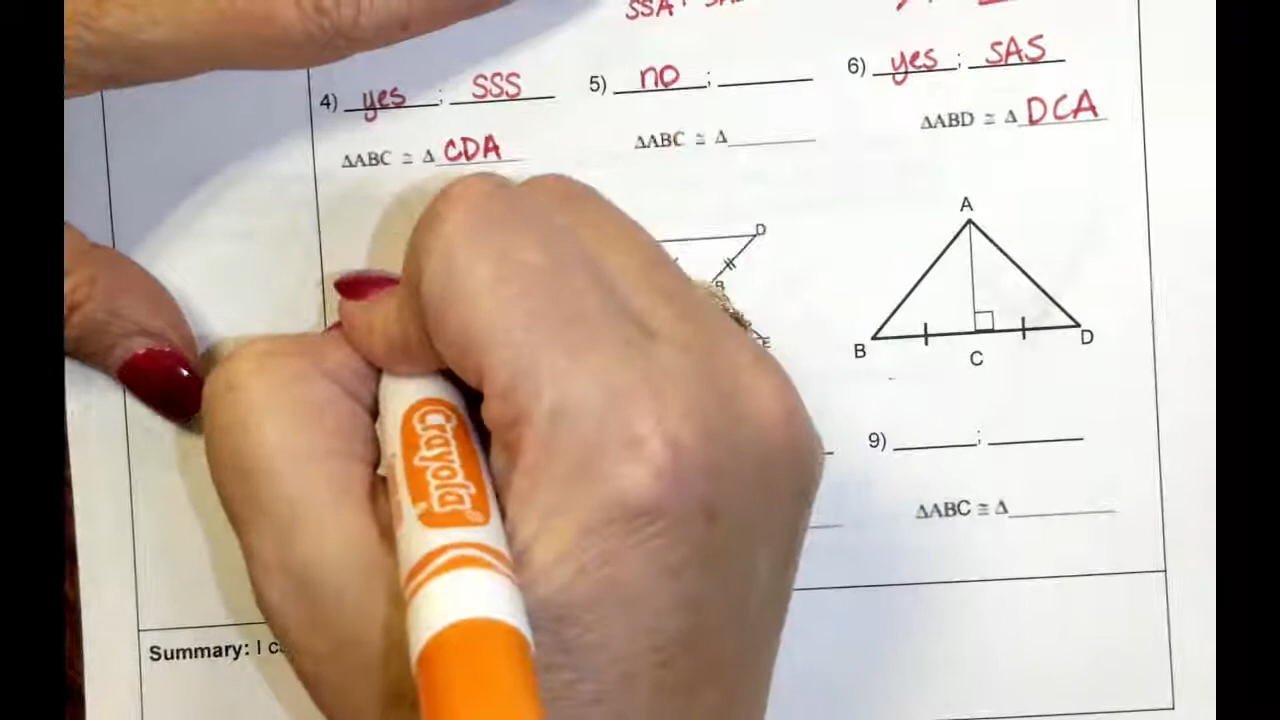 SSA
4) yes ; SSS
5) no ;
6) yes ; SAS
ΔABC ≅ Δ CDA
ΔABC ≅ Δ
ΔABD ≅ Δ DCA
D
B
E
A
B
C
D
Crayola
9) ;
ΔABC ≅ Δ
Summary: I